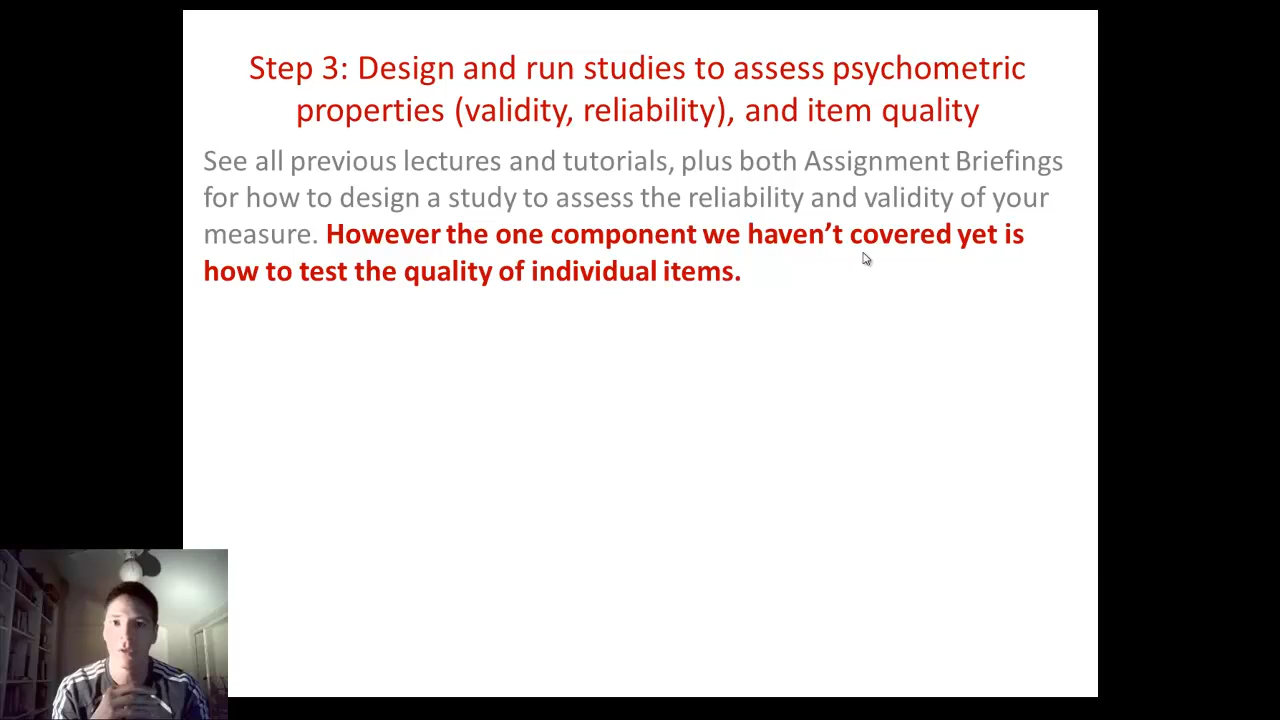 Step 3: Design and run studies to assess psychometric
properties (validity, reliability), and item quality
See all previous lectures and tutorials, plus both Assignment Briefings
for how to design a study to assess the reliability and validity of your
measure. However the one component we haven’t covered yet is
how to test the quality of individual items.